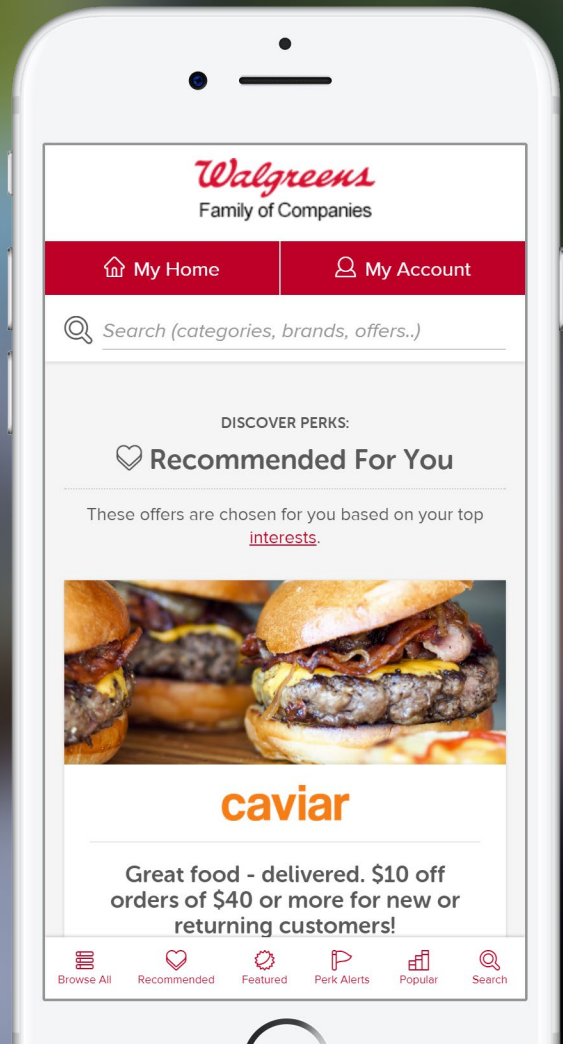 Walgreens
Family of Companies
My Home
My Account
Search (categories, brands, offers..)
DISCOVER PERKS:
Recommended For You
These offers are chosen for you based on your top
interests.
caviar
Great food - delivered. $10 off
orders of $40 or more for new or
returning customers!
Browse All
Recommended
Featured
Perk Alerts
Popular
Search